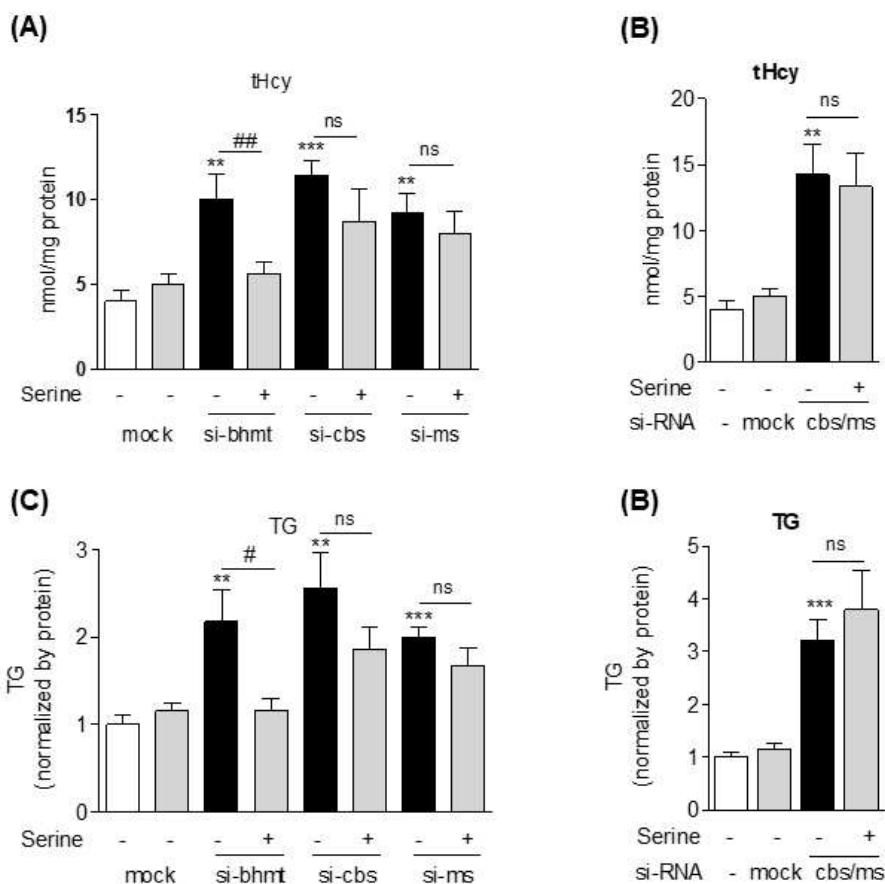 (A)
tHcy
nmol/mg protein
15
10
5
0
**
##
***
ns
**
ns
Serine - - - + - + - +
mock si-bhmt si-cbs si-ms
(B)
tHcy
nmol/mg protein
20
15
10
5
0
**
ns
Serine - - - +
si-RNA - mock cbs/ms
(C)
TG
TG
(normalized by protein)
3
2
1
0
**
#
**
ns
***
ns
Serine - - - + - + - +
mock si-bhmt si-cbs si-ms
(B)
TG
TG
(normalized by protein)
5
4
3
2
1
0
***
ns
Serine - - - +
si-RNA - mock cbs/ms